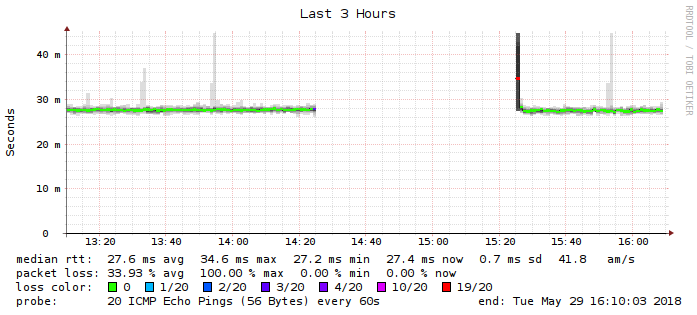 Last 3 Hours
RRDTOOL / TOBI OETIKER
Seconds
40 m
30 m
20 m
10 m
0
13:20 13:40 14:00 14:20 14:40 15:00 15:20 15:40 16:00
median rtt: 27.6 ms avg 34.6 ms max 27.2 ms min 27.4 ms now 0.7 ms sd 41.8 am/s
packet loss: 33.93 % avg 100.00 % max 0.00 % min 0.00 % now
loss color: 0 1/20 2/20 3/20 4/20 10/20 19/20
probe: 20 ICMP Echo Pings (56 Bytes) every 60s end: Tue May 29 16:10:03 2018